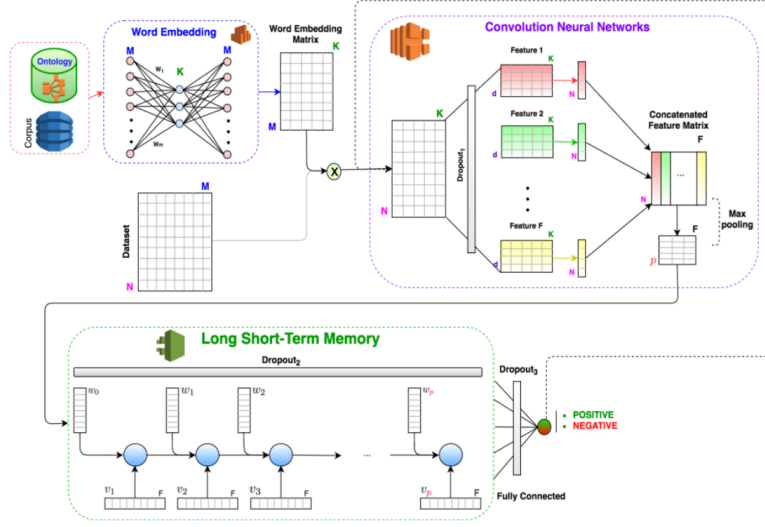 Word Embedding
Word Embedding
Matrix
Convolution Neural Networks
Ontology
Corpus
M
W₁
K
M
Wₘ
K
M
X
Dataset
M
N
K
N
Dropout₁
Feature 1
K
d
N
Feature 2
K
d
N
Feature F
K
d
N
Concatenated
Feature Matrix
F
...
N
Max
pooling
F
p
Long Short-Term Memory
Dropout₂
w₀
w₁
w₂
wₚ
...
v₁
F
v₂
F
v₃
F
vₚ
F
Dropout₃
Fully Connected
• POSITIVE
• NEGATIVE